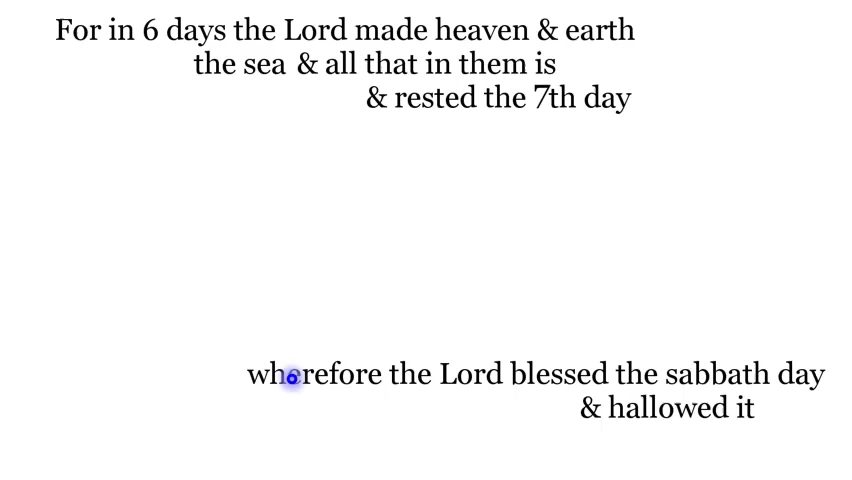 For in 6 days the Lord made heaven & earth
the sea & all that in them is
& rested the 7th day
wherefore the Lord blessed the sabbath day
& hallowed it